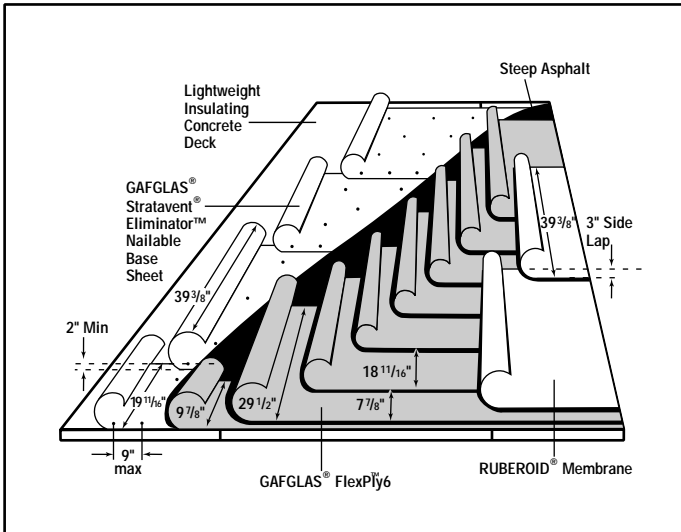 Steep Asphalt
Lightweight
Insulating
Concrete
Deck
GAFGLAS®
Stratavent®
Eliminator™
Nailable
Base
Sheet
39 3/8"
3" Side
Lap
39 3/8"
2" Min
19 11/16"
9 7/8"
29 1/2"
18 11/16"
7 7/8"
9"
max
GAFGLAS® FlexPly™6
RUBEROID® Membrane